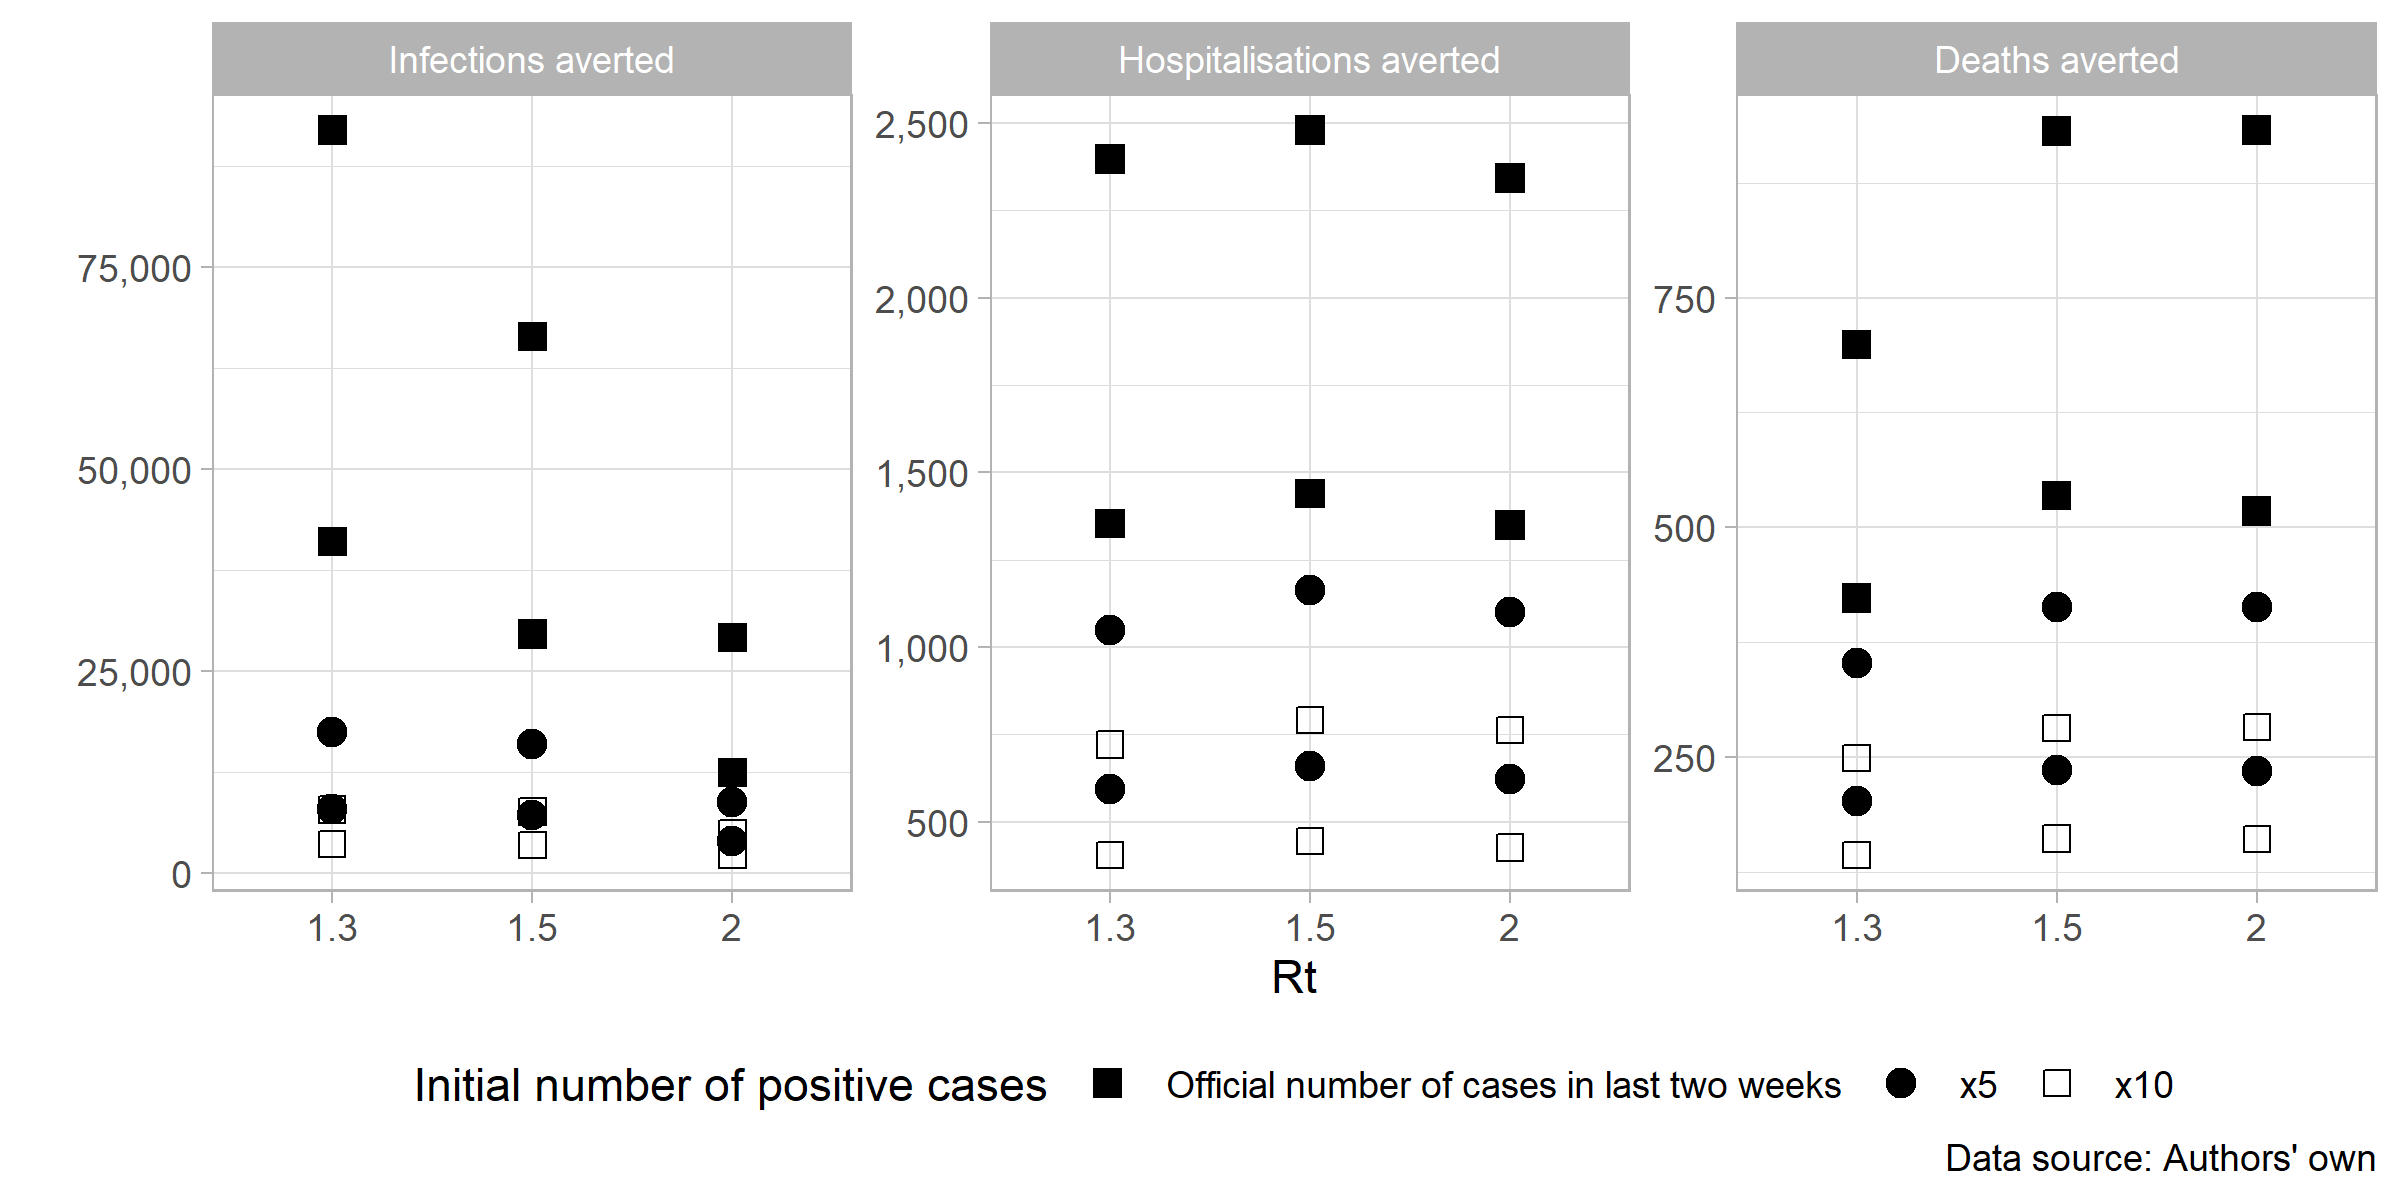 Infections averted
Hospitalisations averted
Deaths averted
75,000
50,000
25,000
0
2,500
2,000
1,500
1,000
500
750
500
250
1.3
1.5
2
1.3
1.5
2
1.3
1.5
2
Rt
Initial number of positive cases
Official number of cases in last two weeks
x5
x10
Data source: Authors' own